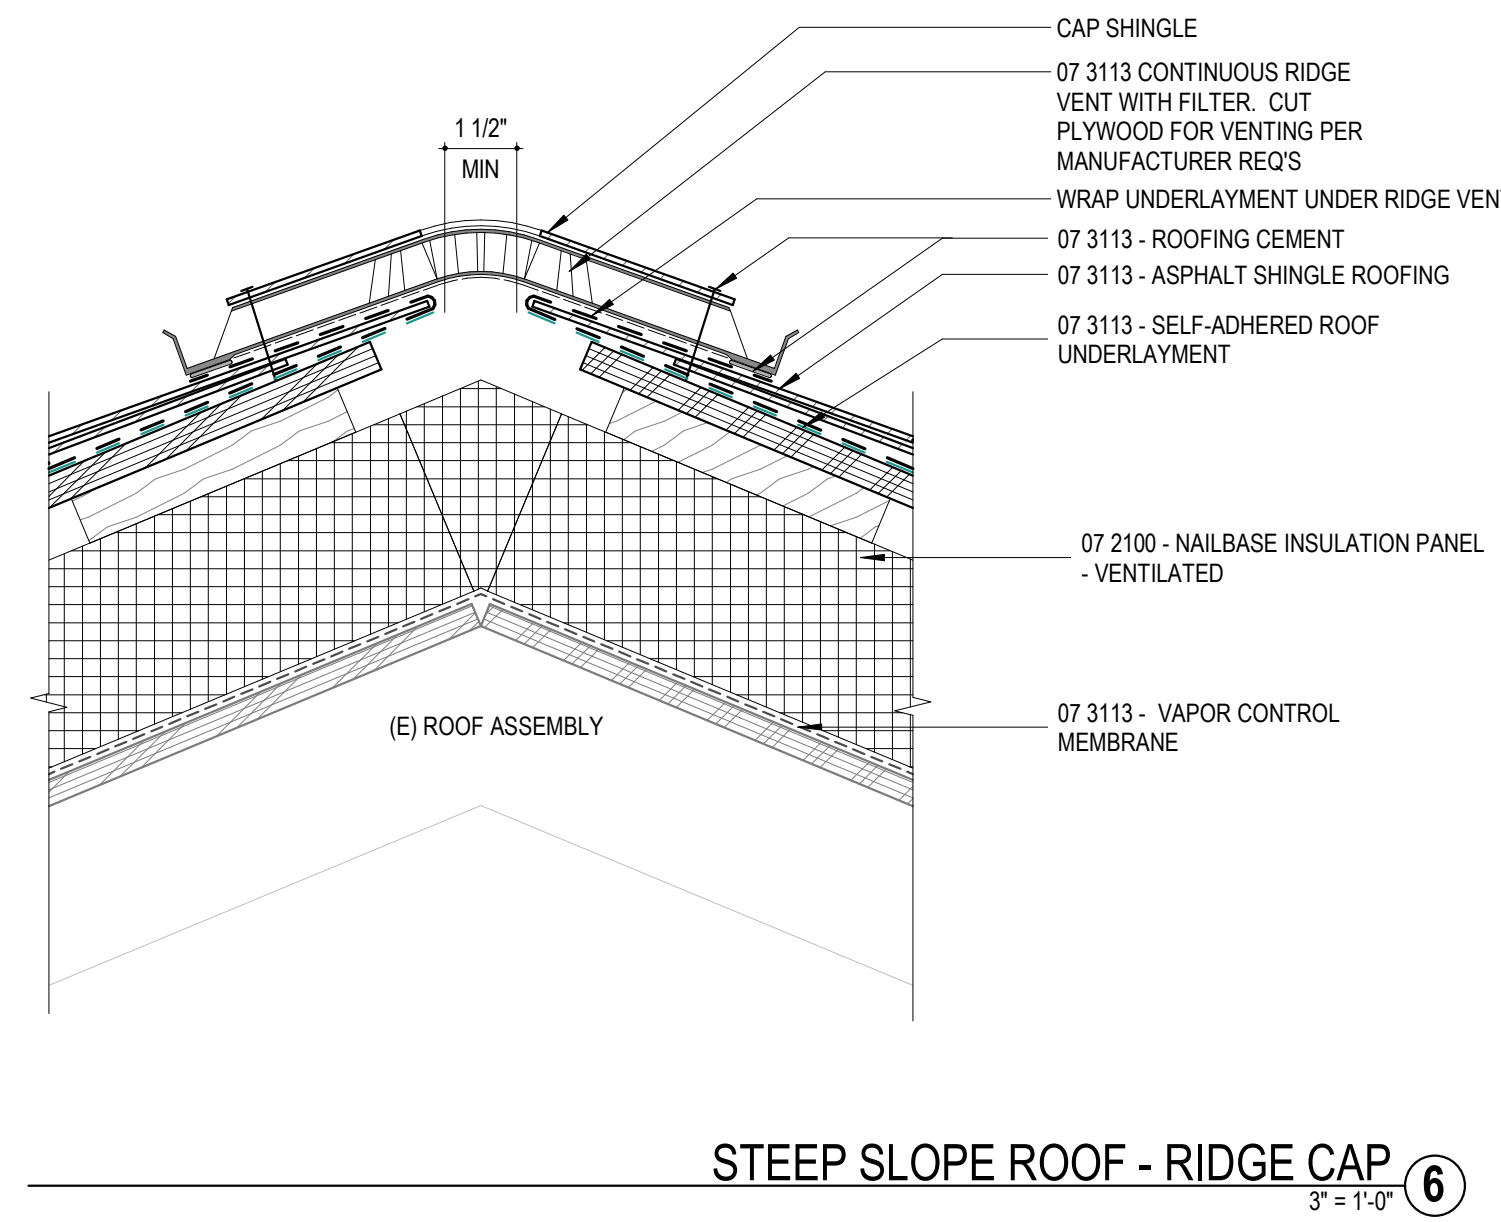 CAP SHINGLE
07 3113 CONTINUOUS RIDGE
VENT WITH FILTER.  CUT
PLYWOOD FOR VENTING PER
MANUFACTURER REQ'S
1 1/2"
MIN
WRAP UNDERLAYMENT UNDER RIDGE VEN
07 3113 - ROOFING CEMENT
07 3113 - ASPHALT SHINGLE ROOFING
07 3113 - SELF-ADHERED ROOF
UNDERLAYMENT
07 2100 - NAILBASE INSULATION PANEL
- VENTILATED
(E) ROOF ASSEMBLY
07 3113 -  VAPOR CONTROL
MEMBRANE
STEEP SLOPE ROOF - RIDGE CAP
3" = 1'-0"
6